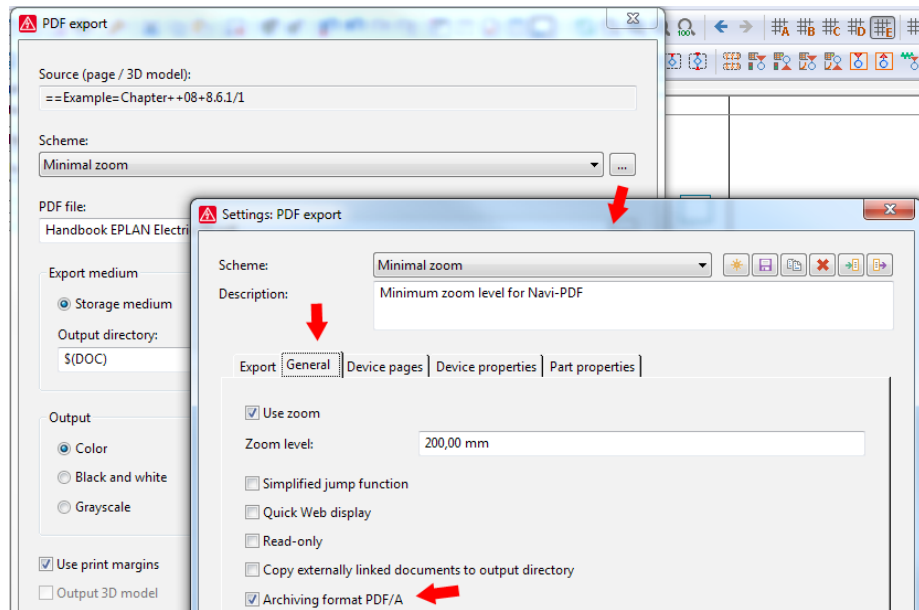 PDF export
100%
A
B
C
D
E
Source (page / 3D model):
==Example=Chapter++08+8.6.1/1
Scheme:
Minimal zoom
...
PDF file:
Handbook EPLAN Electri
Settings: PDF export
Scheme:
Minimal zoom
Description:
Minimum zoom level for Navi-PDF
Export medium
Storage medium
Output directory:
$(DOC)
Export General Device pages Device properties Part properties
Use zoom
Zoom level:
200,00 mm
Output
Color
Black and white
Grayscale
Simplified jump function
Quick Web display
Read-only
Copy externally linked documents to output directory
Archiving format PDF/A
Use print margins
Output 3D model